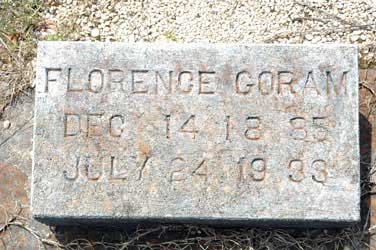 FLORENCE GORAM
DEC 14 18 85
JULY 24 19 33